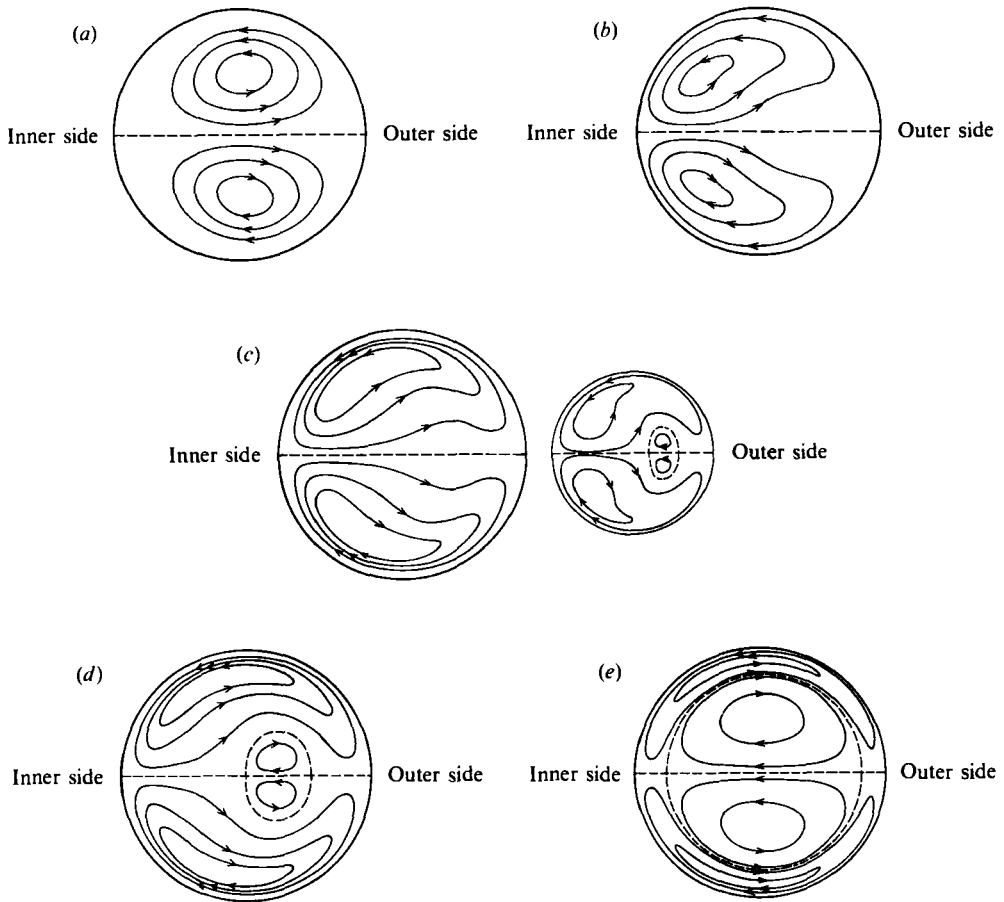 (a)
(b)
Inner side
Outer side
Inner side
Outer side
(c)
Inner side
Outer side
(d)
(e)
Inner side
Outer side
Inner side
Outer side